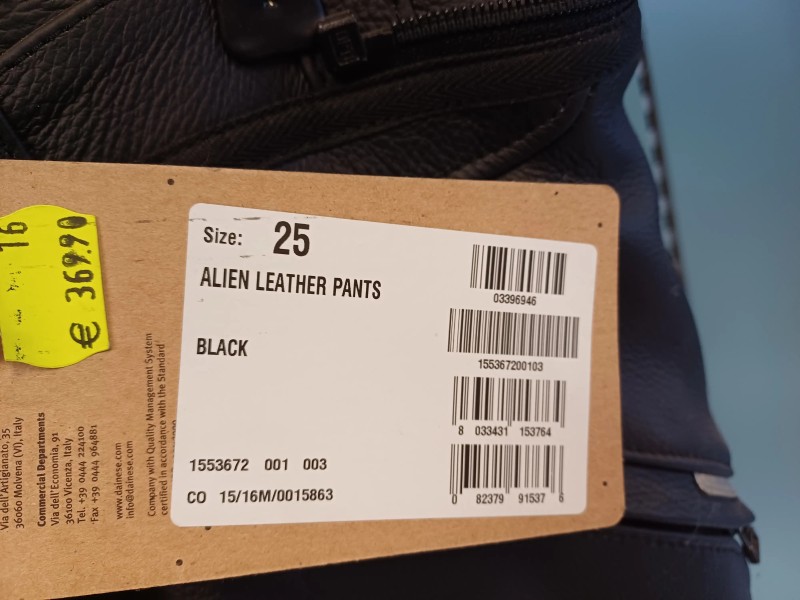 Size: 25
ALIEN LEATHER PANTS
BLACK
1553672 001 003
CO 15/16M/0015863
03396946
155367200103
8 033431 153764
0 82379 91537 6
16
€ 369.90
Via dell'Artigianato, 35
36060 Molvena (VI), Italy
Commercial Departments
Via dell'Economia, 91
36100 Vicenza, Italy
Tel. +39 0444 224100
Fax +39 0444 964881
www.dainese.com
info@dainese.com
Company with Quality Management System
certified in accordance with the Standard